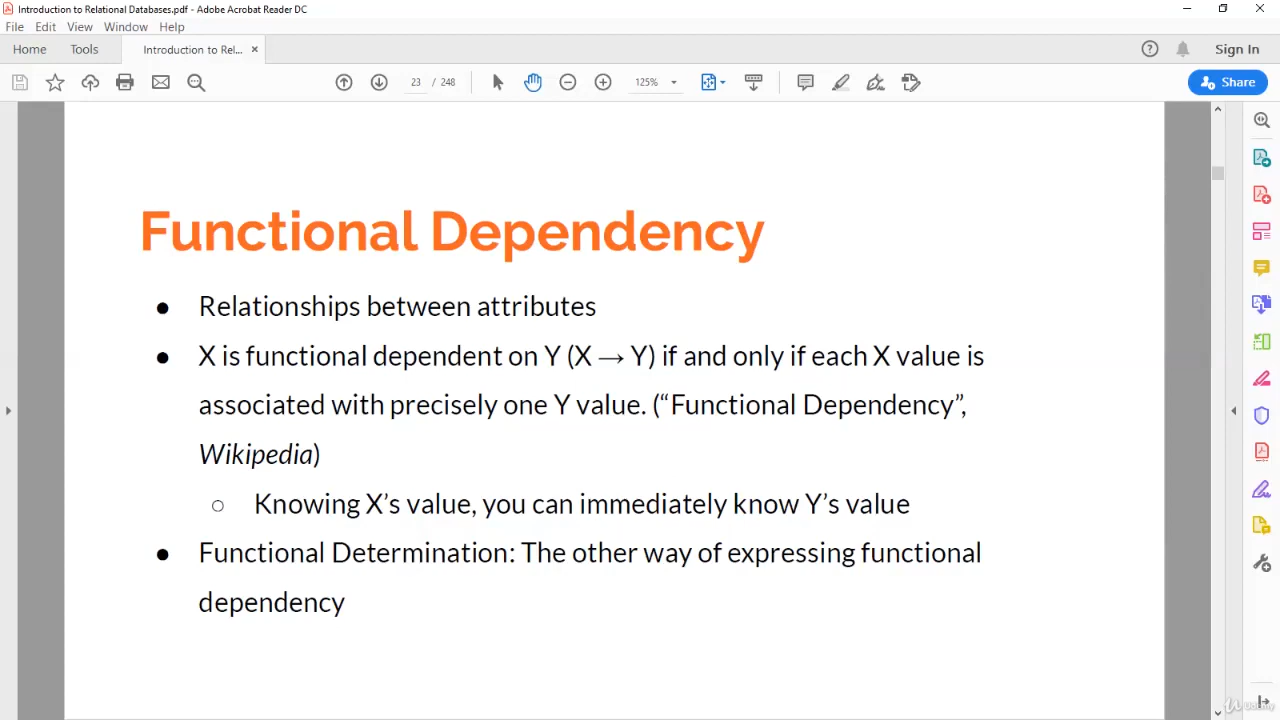 Introduction to Relational Databases.pdf - Adobe Acrobat Reader DC
File Edit View Window Help
Home Tools Introduction to Rel... × Sign In
23 / 248 125% Share
Functional Dependency
● Relationships between attributes
● X is functional dependent on Y (X → Y) if and only if each X value is
associated with precisely one Y value. (“Functional Dependency”,
Wikipedia)
○ Knowing X’s value, you can immediately know Y’s value
● Functional Determination: The other way of expressing functional
dependency
Udemy